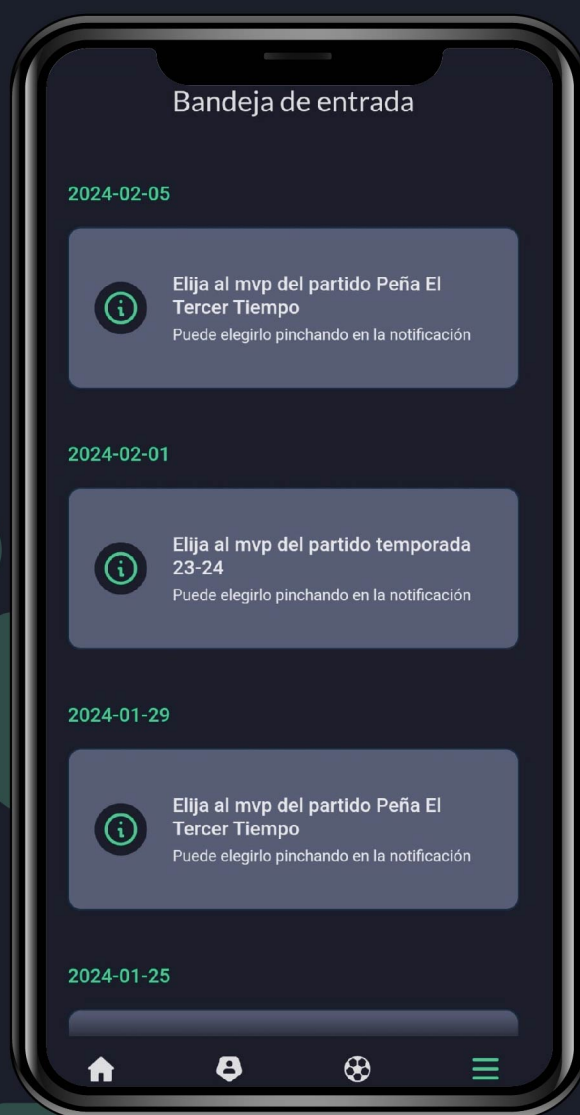 Bandeja de entrada
2024-02-05
Elija al mvp del partido Peña El
Tercer Tiempo
Puede elegirlo pinchando en la notificación
2024-02-01
Elija al mvp del partido temporada
23-24
Puede elegirlo pinchando en la notificación
2024-01-29
Elija al mvp del partido Peña El
Tercer Tiempo
Puede elegirlo pinchando en la notificación
2024-01-25